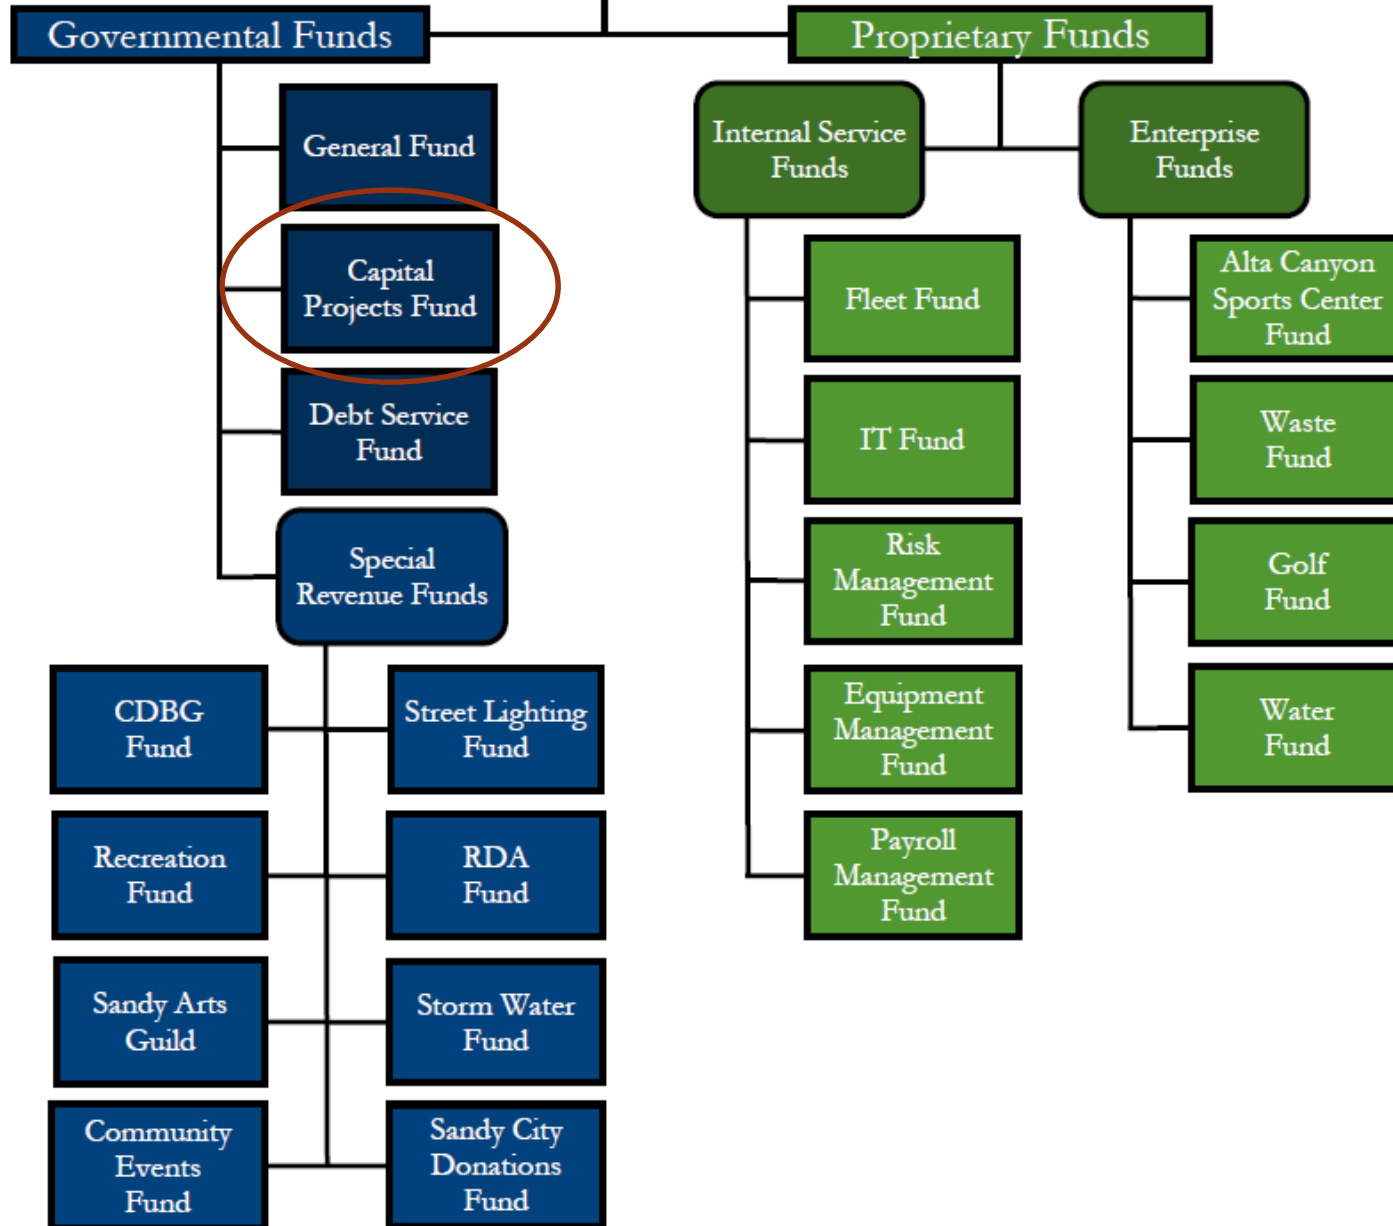 Governmental Funds
Proprietary Funds
General Fund
Capital
Projects Fund
Debt Service
Fund
Special
Revenue Funds
CDBG
Fund
Street Lighting
Fund
Recreation
Fund
RDA
Fund
Sandy Arts
Guild
Storm Water
Fund
Community
Events
Fund
Sandy City
Donations
Fund
Internal Service
Funds
Enterprise
Funds
Fleet Fund
IT Fund
Risk
Management
Fund
Equipment
Management
Fund
Payroll
Management
Fund
Alta Canyon
Sports Center
Fund
Waste
Fund
Golf
Fund
Water
Fund